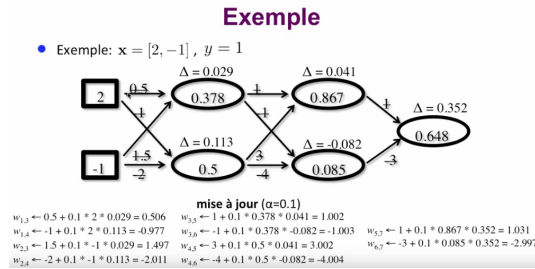 Exemple
Exemple: x = [2, −1] , y = 1
Δ = 0.029
Δ = 0.041
2
0.5
0.378
1
0.867
1
Δ = 0.352
-1
-1
0.648
Δ = 0.113
Δ = -0.082
-1
1.5
-2
0.5
3
-4
0.085
-3
mise à jour (α=0.1)
w1,3 ← 0.5 + 0.1 * 2 * 0.029 = 0.506
w3,5 ← 1 + 0.1 * 0.378 * 0.041 = 1.002
w1,4 ← -1 + 0.1 * 2 * 0.113 = -0.977
w3,6 ← -1 + 0.1 * 0.378 * -0.082 = -1.003
w5,7 ← 1 + 0.1 * 0.867 * 0.352 = 1.031
w2,3 ← 1.5 + 0.1 * -1 * 0.029 = 1.497
w4,5 ← 3 + 0.1 * 0.5 * 0.041 = 3.002
w6,7 ← -3 + 0.1 * 0.085 * 0.352 = -2.997
w2,4 ← -2 + 0.1 * -1 * 0.113 = -2.011
w4,6 ← -4 + 0.1 * 0.5 * -0.082 = -4.004